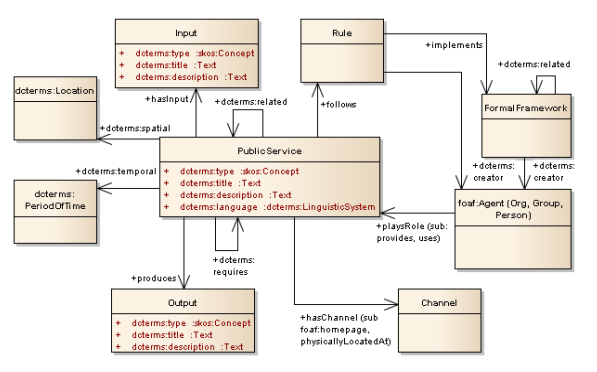 Input
+ dcterms:type :skos:Concept
+ dcterms:title :Text
+ dcterms:description :Text
Rule
+implements
+dcterms:related
dcterms:Location
+hasInput
+dcterms:related
+follows
FormalFramework
+dcterms:spatial
PublicService
+ dcterms:type :skos:Concept
+ dcterms:title :Text
+ dcterms:description :Text
+ dcterms:language :dcterms:LinguisticSystem
+dcterms:temporal
+dcterms:
creator
+dcterms:
creator
dcterms:
PeriodOfTime
foaf:Agent (Org, Group,
Person)
+playsRole (sub:
provides, uses)
+dcterms:
requires
+produces
Output
+ dcterms:type :skos:Concept
+ dcterms:title :Text
+ dcterms:description :Text
+hasChannel (sub
foaf:homepage,
physicallyLocatedAt)
Channel